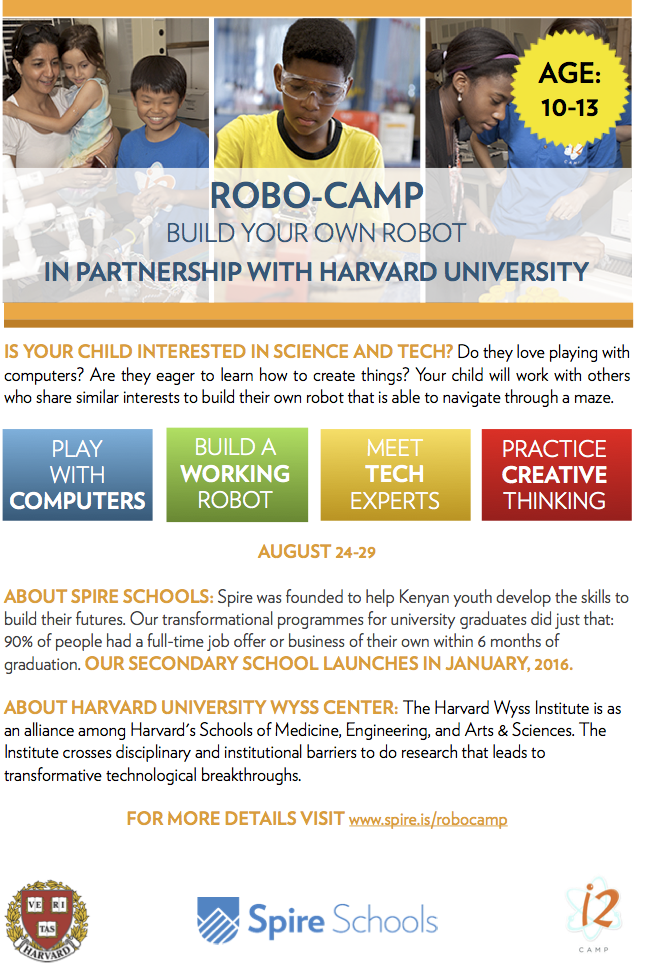 AGE:
10-13
ROBO-CAMP
BUILD YOUR OWN ROBOT
IN PARTNERSHIP WITH HARVARD UNIVERSITY
IS YOUR CHILD INTERESTED IN SCIENCE AND TECH? Do they love playing with
computers? Are they eager to learn how to create things? Your child will work with others
who share similar interests to build their own robot that is able to navigate through a maze.
PLAY
WITH
COMPUTERS
BUILD A
WORKING
ROBOT
MEET
TECH
EXPERTS
PRACTICE
CREATIVE
THINKING
AUGUST 24-29
ABOUT SPIRE SCHOOLS: Spire was founded to help Kenyan youth develop the skills to
build their futures. Our transformational programmes for university graduates did just that:
90% of people had a full-time job offer or business of their own within 6 months of
graduation. OUR SECONDARY SCHOOL LAUNCHES IN JANUARY, 2016.
ABOUT HARVARD UNIVERSITY WYSS CENTER: The Harvard Wyss Institute is as
an alliance among Harvard's Schools of Medicine, Engineering, and Arts & Sciences. The
Institute crosses disciplinary and institutional barriers to do research that leads to
transformative technological breakthroughs.
FOR MORE DETAILS VISIT www.spire.is/robocamp
VE RI
TAS
HARVARD
Spire Schools
i2
CAMP